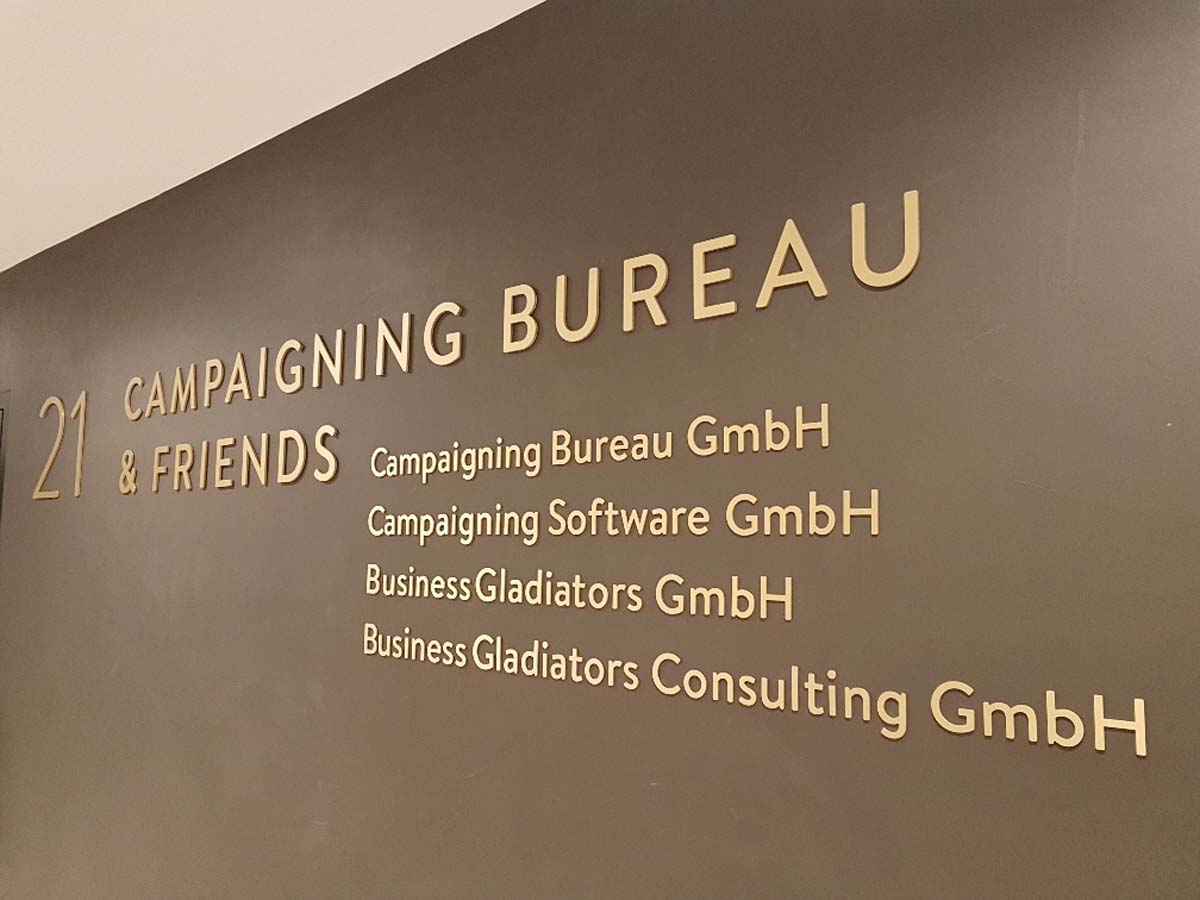 21 CAMPAIGNING BUREAU
& FRIENDS
Campaigning Bureau GmbH
Campaigning Software GmbH
Business Gladiators GmbH
Business Gladiators Consulting GmbH